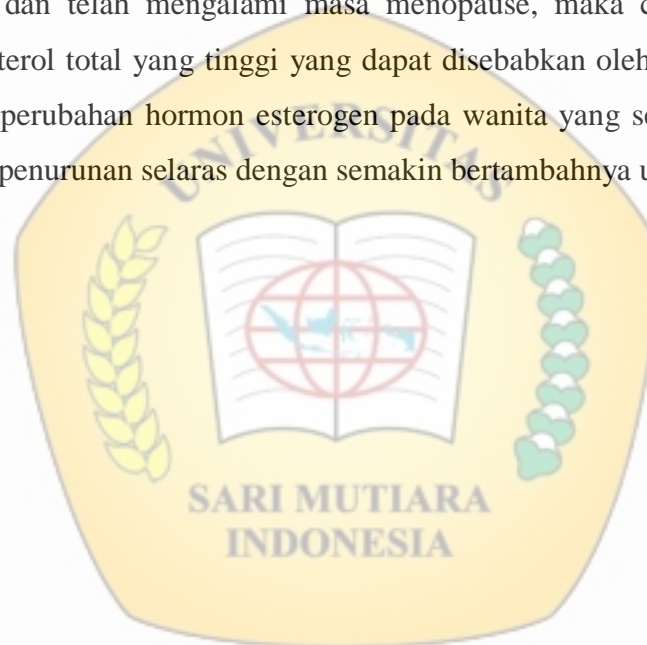 dan telah mengalami masa menopause, maka
terol total yang tinggi yang dapat disebabkan oleh
perubahan hormon esterogen pada wanita yang
penurunan selaras dengan semakin bertambahnya
UNIVERSITAS
SARI MUTIARA
INDONESIA